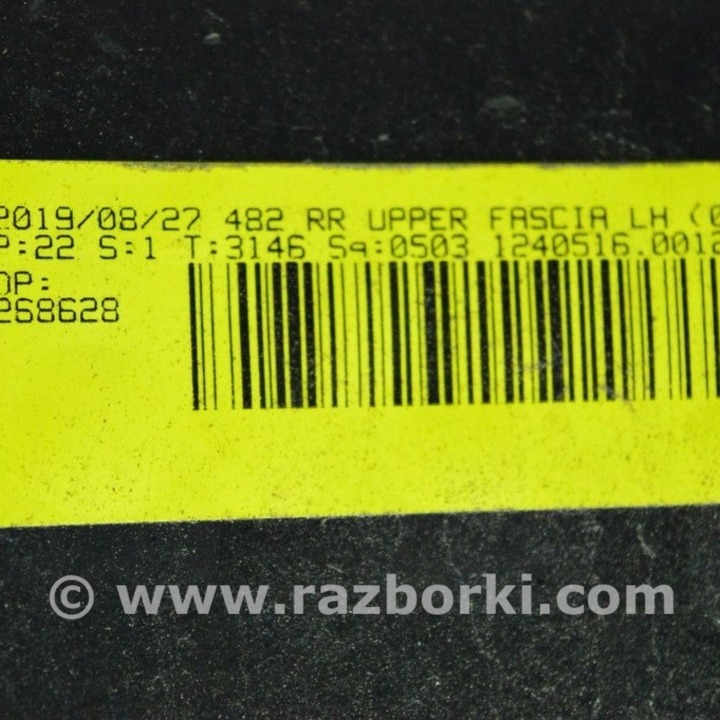 2019/08/27 482 RR UPPER FASCIA LH (
P:22 S:1 T:3146 Sq:0503 1240516.0012
OP:
268628
© www.razborki.com